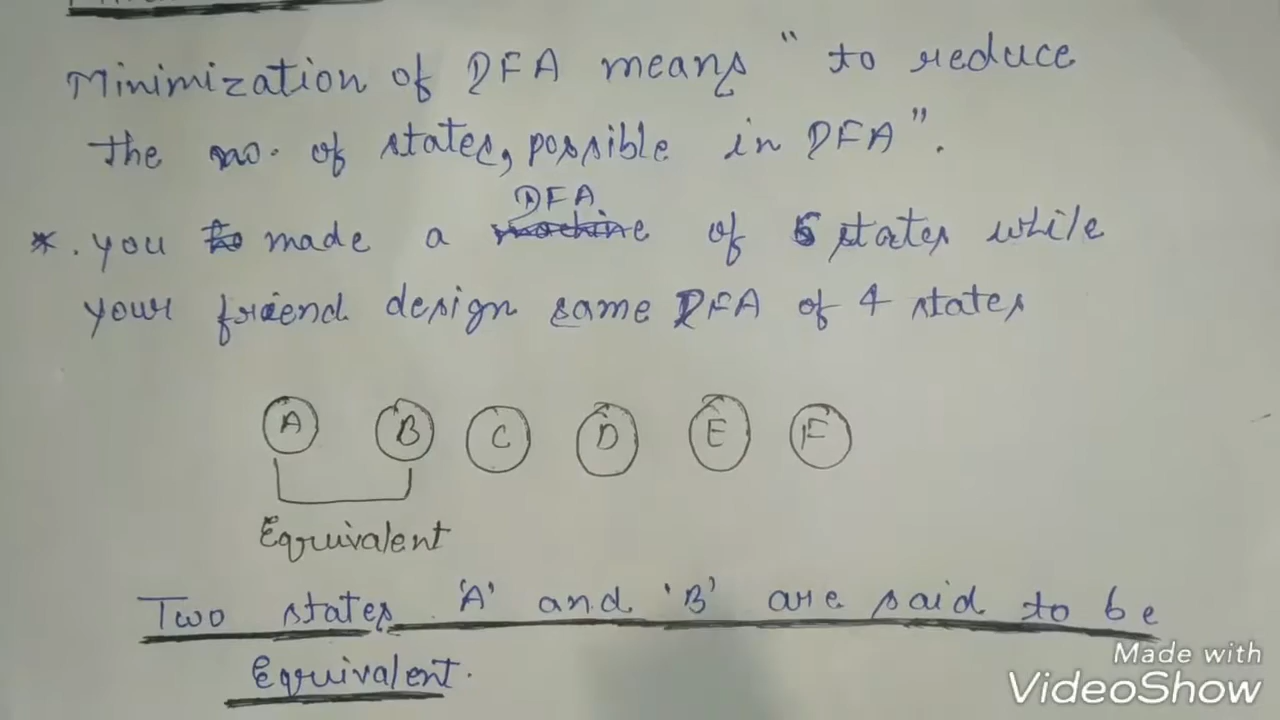 Minimization of DFA means " to reduce
the no. of states, possible in DFA".
DFA
*. you made a machine of 5 states while
your friend design same DFA of 4 states
A B C D E F
Equivalent
Two states 'A' and 'B' are said to be
Equivalent.
Made with
VideoShow